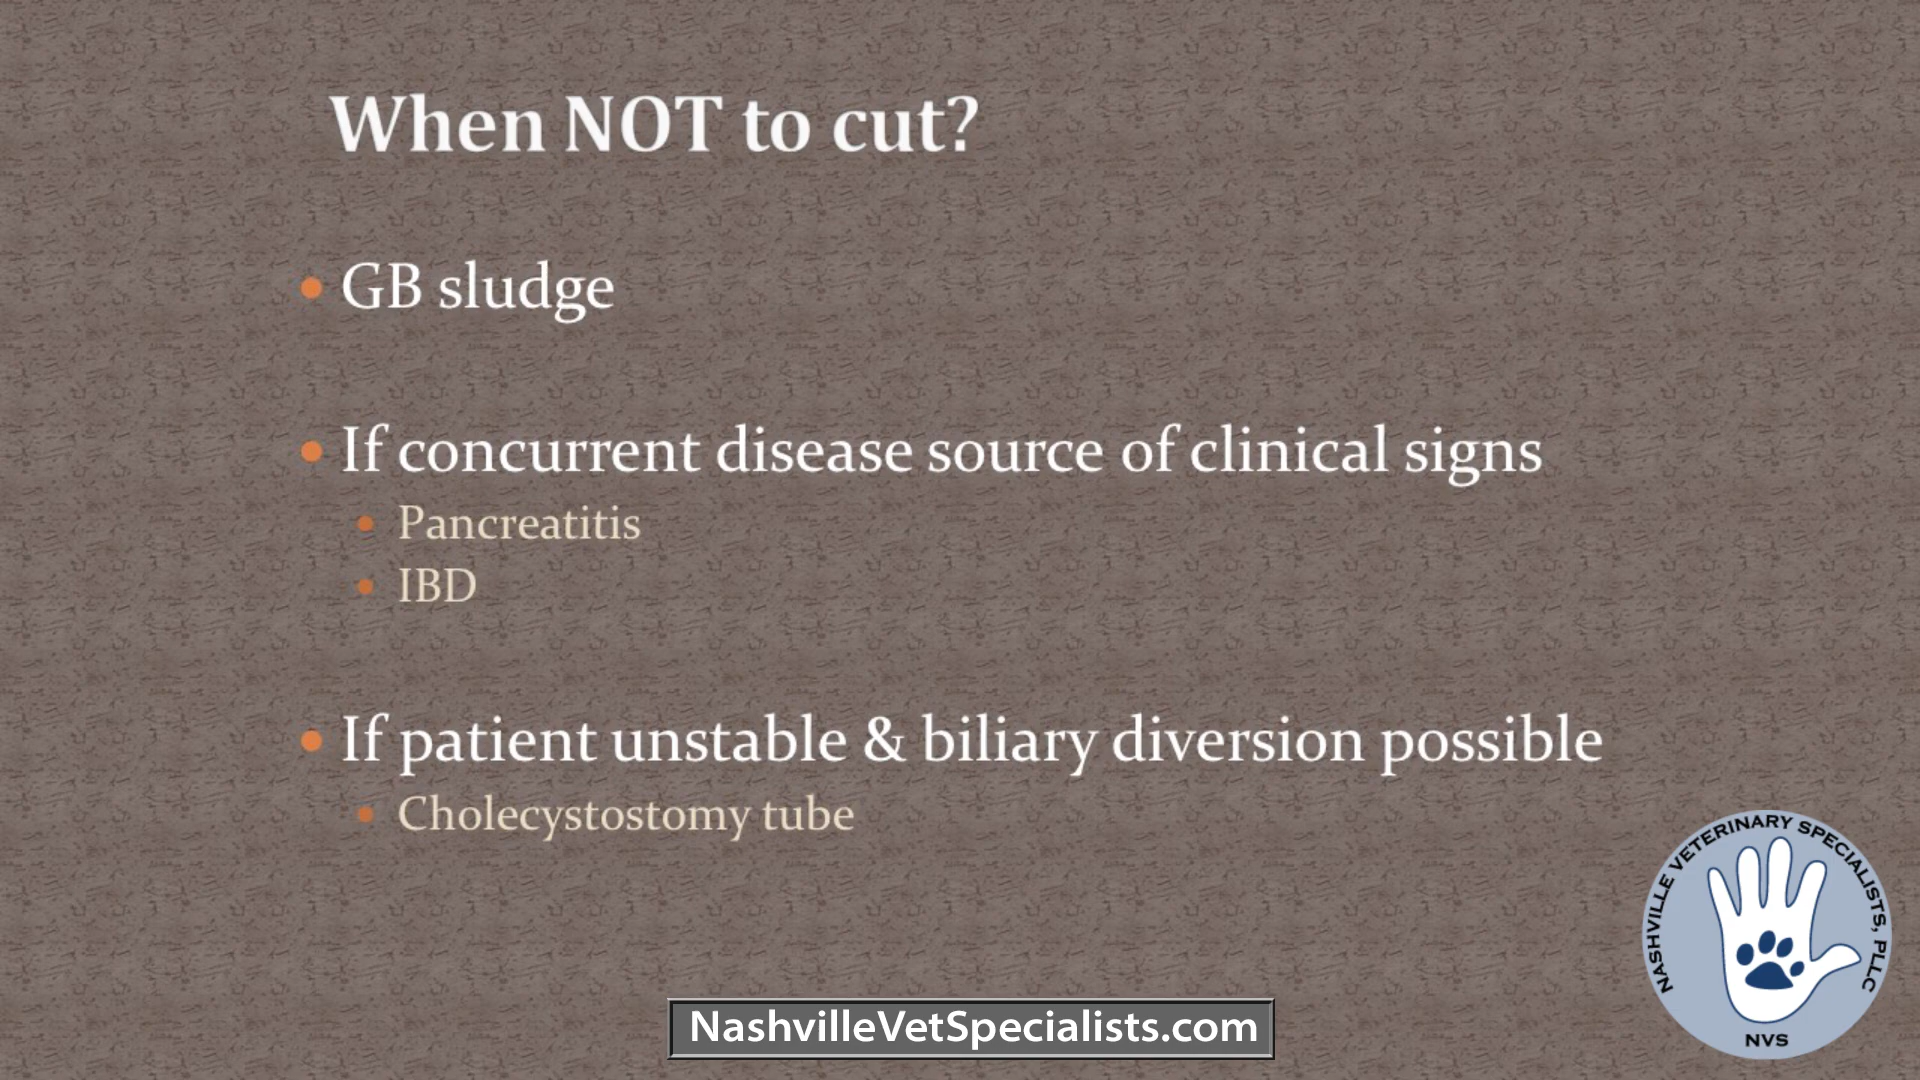 When NOT to cut?
GB sludge
If concurrent disease source of clinical signs
Pancreatitis
IBD
If patient unstable & biliary diversion possible
Cholecystostomy tube
NASHVILLE VETERINARY SPECIALISTS, PLLC
NVS
NashvilleVetSpecialists.com